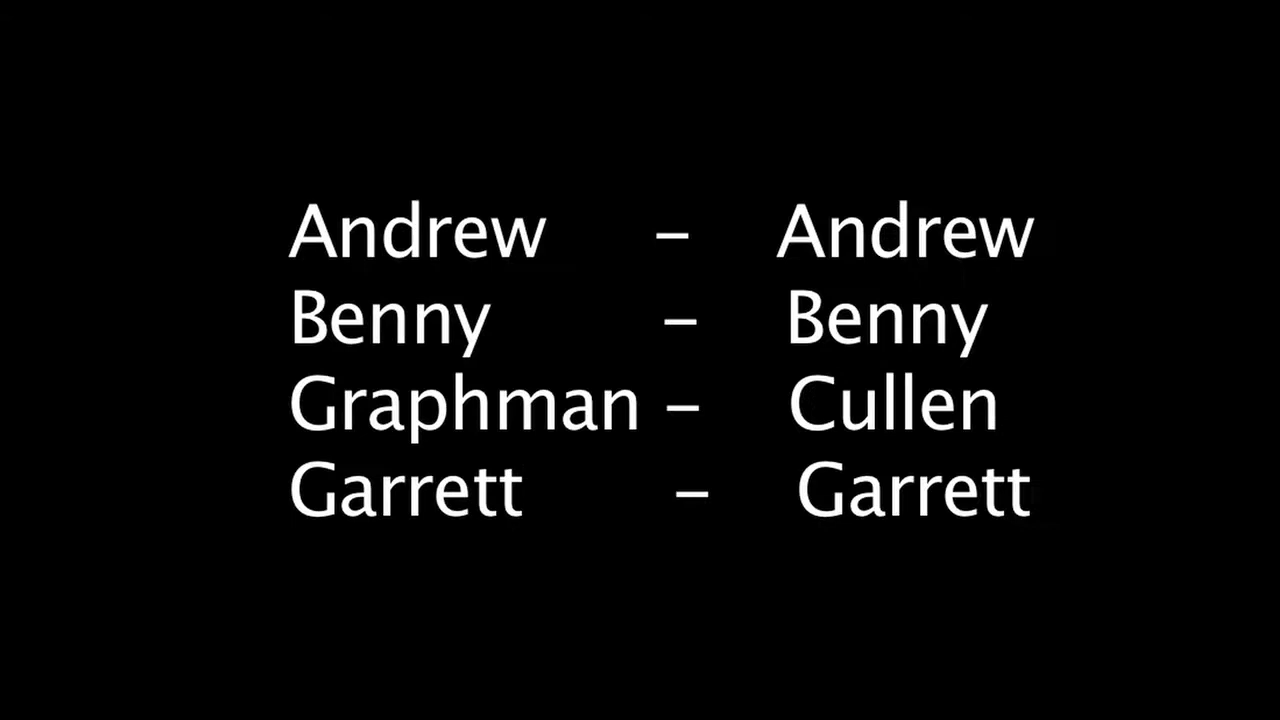 Andrew – Andrew
Benny – Benny
Graphman – Cullen
Garrett – Garrett